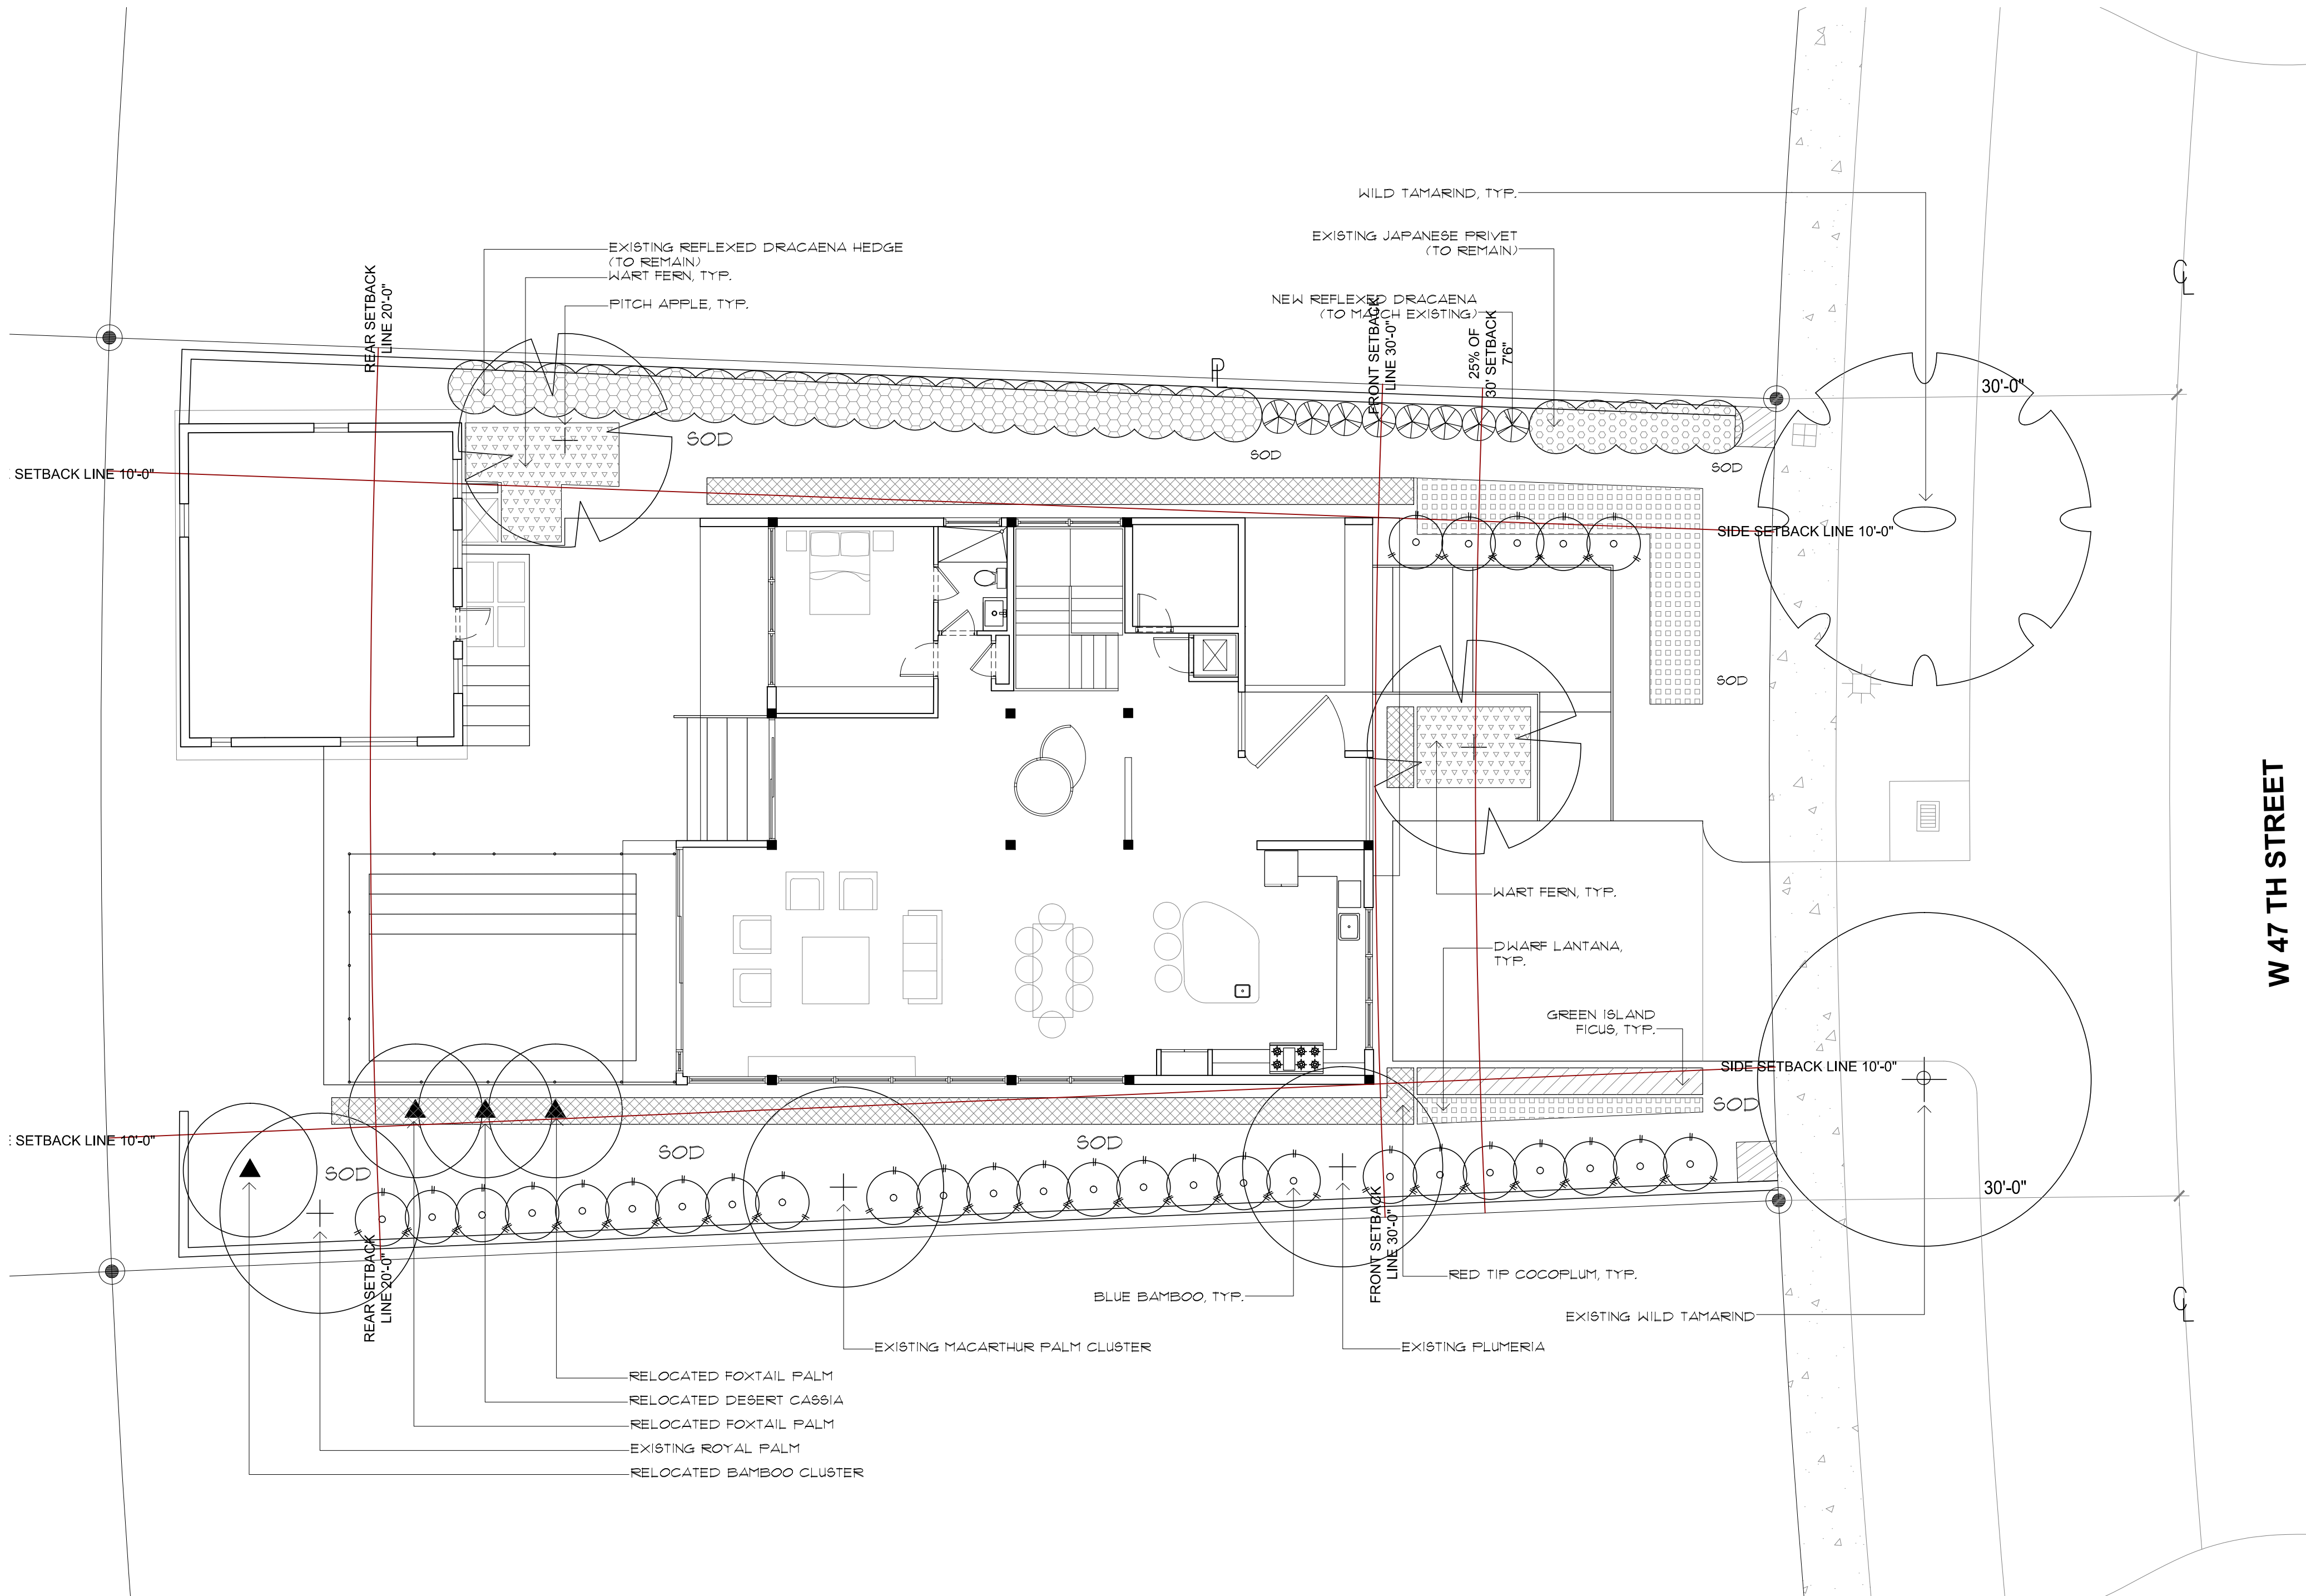 WILD TAMARIND, TYP.
EXISTING JAPANESE PRIVET
(TO REMAIN)
EXISTING REFLEXED DRACAENA HEDGE
(TO REMAIN)
WART FERN, TYP.
PITCH APPLE, TYP.
NEW REFLEXED DRACAENA
(TO MATCH EXISTING)
REAR SETBACK
LINE 20'-0"
FRONT SETBACK
LINE 30'-0"
25% OF
30' SETBACK
7'6"
CL
PL
30'-0"
SOD
SOD
SOD
SETBACK LINE 10'-0"
SIDE SETBACK LINE 10'-0"
SOD
W 47 TH STREET
WART FERN, TYP.
DWARF LANTANA,
TYP.
GREEN ISLAND
FICUS, TYP.
SIDE SETBACK LINE 10'-0"
SOD
E SETBACK LINE 10'-0"
SOD
SOD
SOD
30'-0"
REAR SETBACK
LINE 20'-0"
FRONT SETBACK
LINE 30'-0"
RED TIP COCOPLUM, TYP.
BLUE BAMBOO, TYP.
EXISTING WILD TAMARIND
CL
EXISTING MACARTHUR PALM CLUSTER
EXISTING PLUMERIA
RELOCATED FOXTAIL PALM
RELOCATED DESERT CASSIA
RELOCATED FOXTAIL PALM
EXISTING ROYAL PALM
RELOCATED BAMBOO CLUSTER